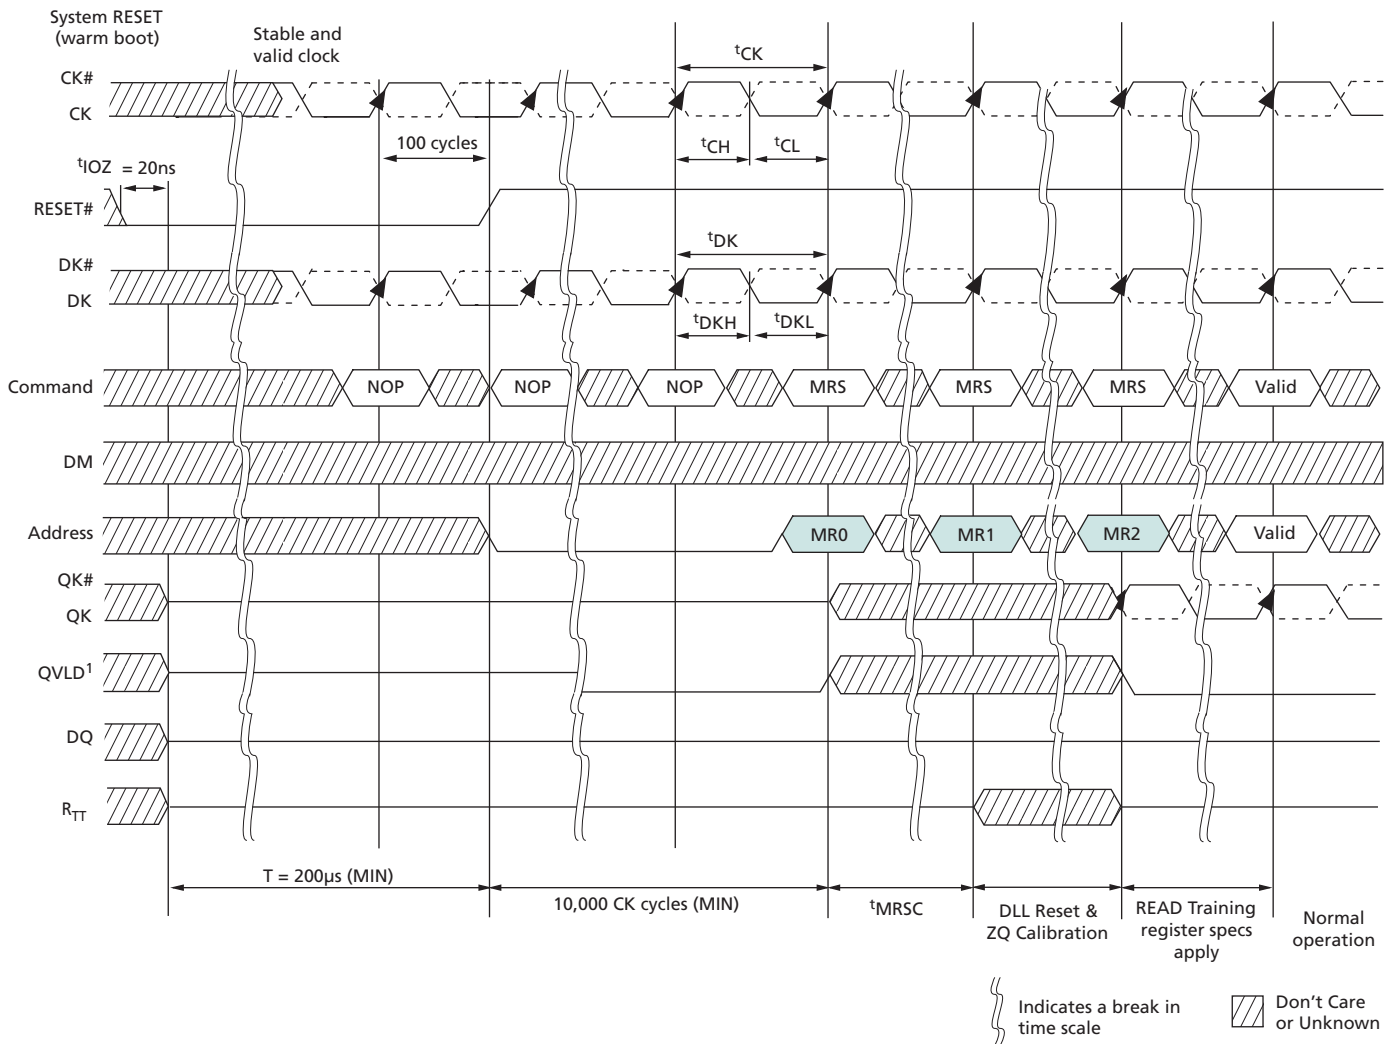 System RESET
(warm boot)
Stable and
valid clock
tCK
CK#
CK
100 cycles
tCH
tCL
tIOZ = 20ns
RESET#
tDK
DK#
DK
tDKH
tDKL
Command
NOP
NOP
NOP
MRS
MRS
MRS
Valid
DM
Address
MR0
MR1
MR2
Valid
QK#
QK
QVLD1
DQ
RTT
T = 200μs (MIN)
10,000 CK cycles (MIN)
tMRSC
DLL Reset &
ZQ Calibration
READ Training
register specs
apply
Normal
operation
Indicates a break in
time scale
Don't Care
or Unknown